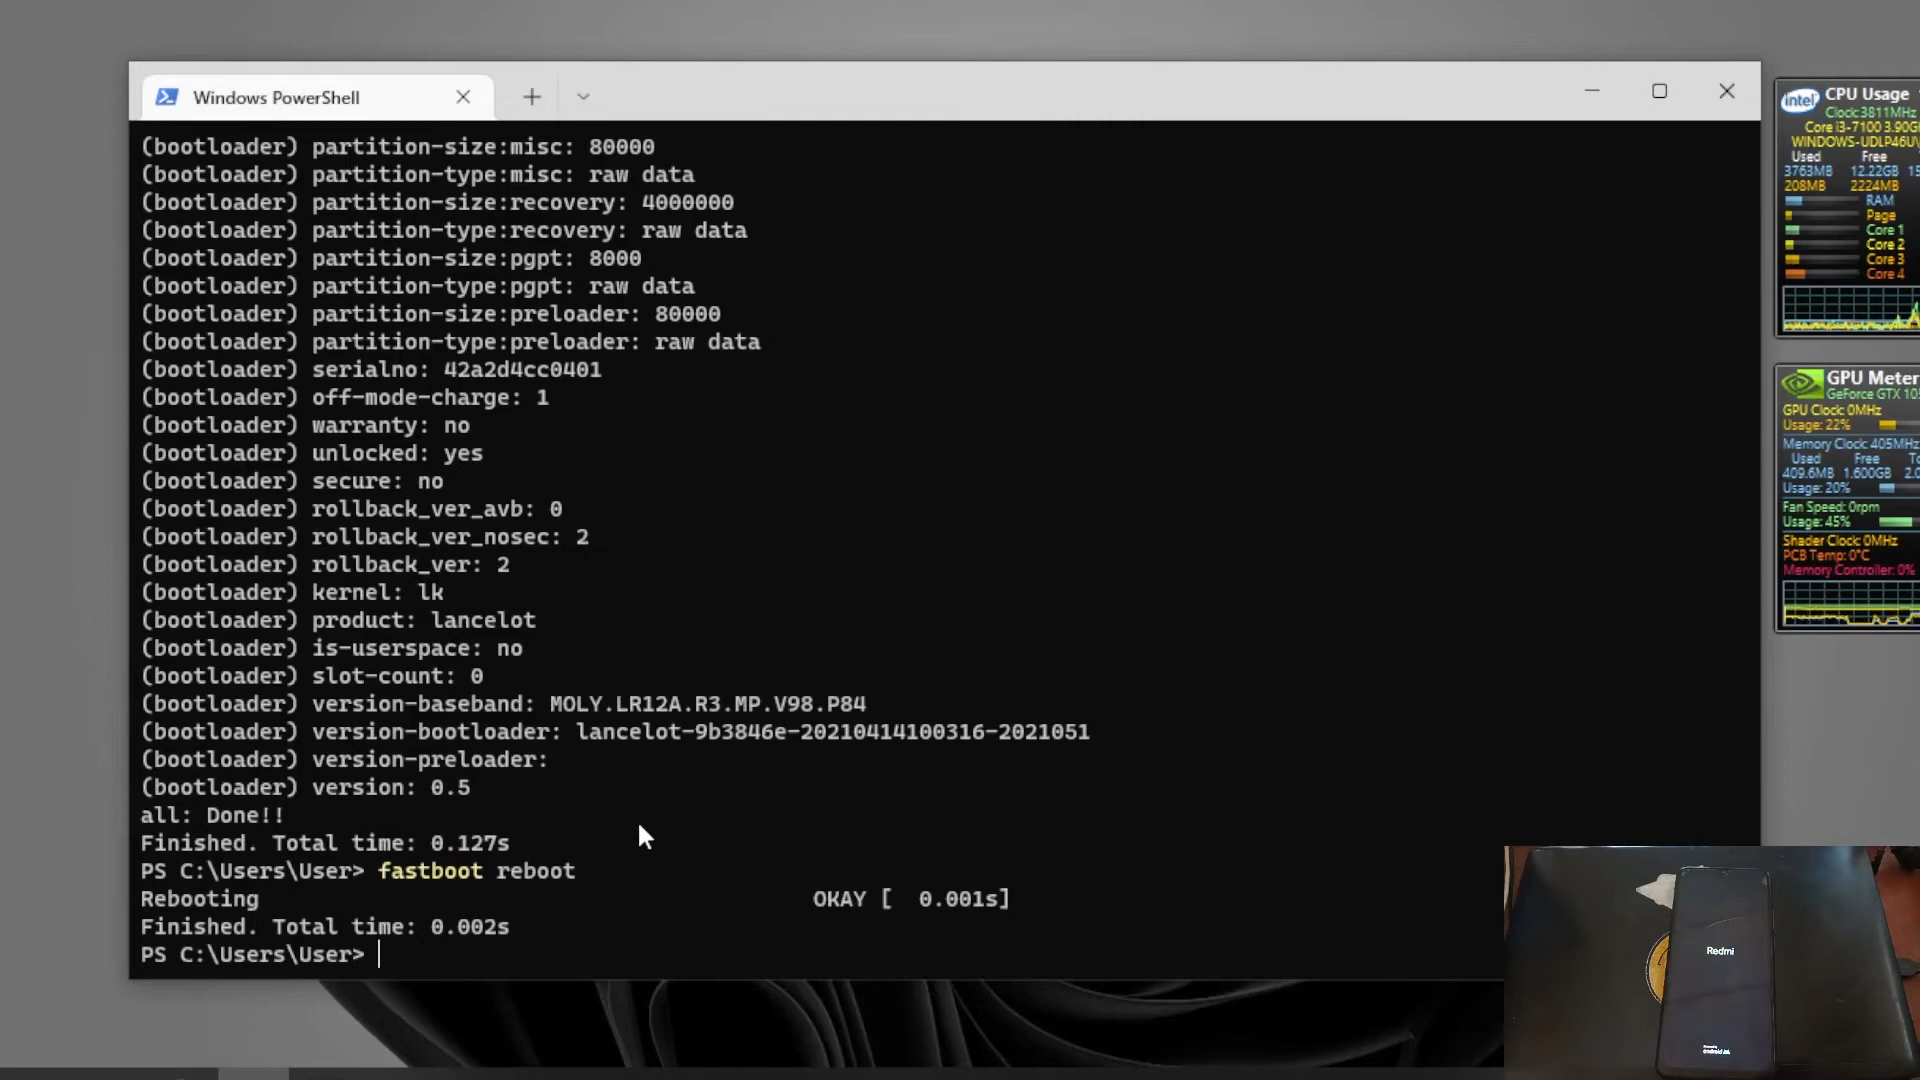 Windows PowerShell
(bootloader) partition-size:misc: 80000
(bootloader) partition-type:misc: raw data
(bootloader) partition-size:recovery: 4000000
(bootloader) partition-type:recovery: raw data
(bootloader) partition-size:pgpt: 8000
(bootloader) partition-type:pgpt: raw data
(bootloader) partition-size:preloader: 80000
(bootloader) partition-type:preloader: raw data
(bootloader) serialno: 42a2d4cc0401
(bootloader) off-mode-charge: 1
(bootloader) warranty: no
(bootloader) unlocked: yes
(bootloader) secure: no
(bootloader) rollback_ver_avb: 0
(bootloader) rollback_ver_nosec: 2
(bootloader) rollback_ver: 2
(bootloader) kernel: lk
(bootloader) product: lancelot
(bootloader) is-userspace: no
(bootloader) slot-count: 0
(bootloader) version-baseband: MOLY.LR12A.R3.MP.V98.P84
(bootloader) version-bootloader: lancelot-9b3846e-20210414100316-2021051
(bootloader) version-preloader:
(bootloader) version: 0.5
all: Done!!
Finished. Total time: 0.127s
PS C:\Users\User> fastboot reboot
Rebooting OKAY [ 0.001s]
Finished. Total time: 0.002s
PS C:\Users\User>
intel
CPU Usage
Clock: 3811MHz
Core i3-7100 3.90G
WINDOWS-UDLP46U
Used Free
3763MB 12.22GB 15
208MB 2224MB
RAM
Page
Core 1
Core 2
Core 3
Core 4
GPU Meter
GeForce GTX 105
GPU Clock: 0MHz
Usage: 22%
Memory Clock: 405MHz
Used Free To
409.6MB 1.600GB 2.0
Usage: 20%
Fan Speed: 0rpm
Usage: 45%
Shader Clock: 0MHz
PCB Temp: 0°C
Memory Controller: 0%
Redmi
android